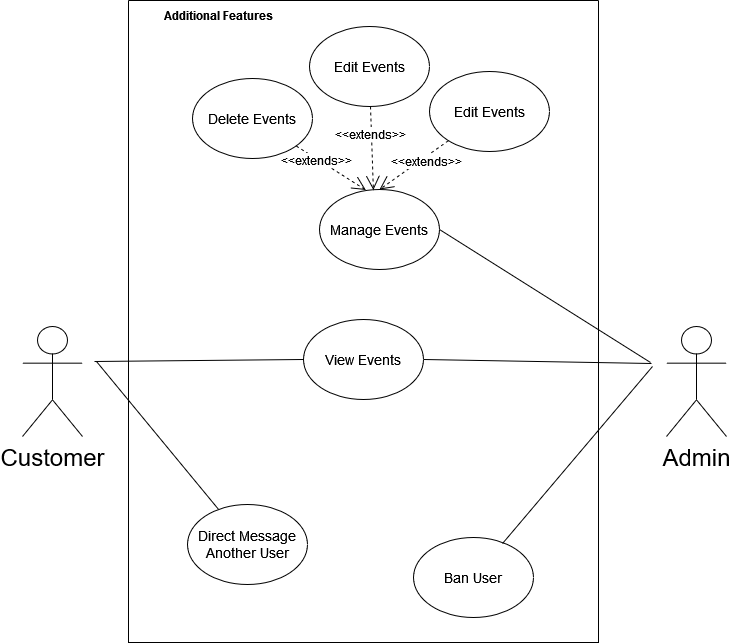 Additional Features
Edit Events
Delete Events
Edit Events
<<extends>>
<<extends>>
<<extends>>
Manage Events
View Events
Customer
Admin
Direct Message
Another User
Ban User